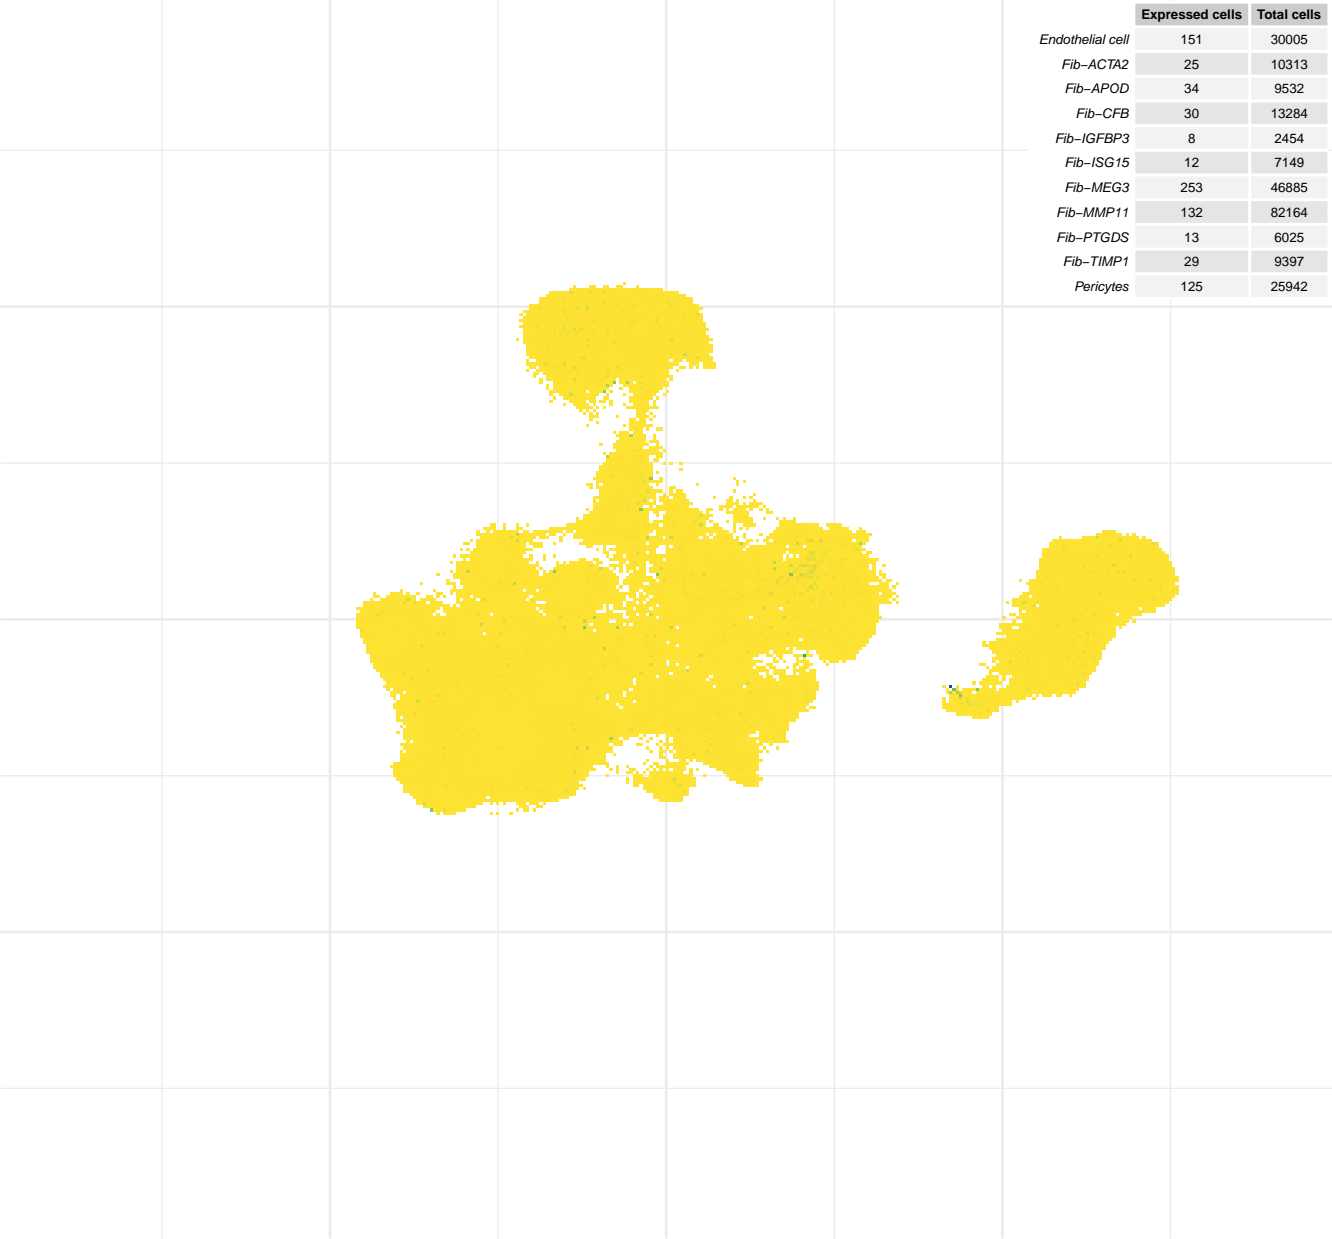 Expressed cells Total cells
Endothelial cell 151 30005
Fib−ACTA2 25 10313
Fib−APOD 34 9532
Fib−CFB 30 13284
Fib−IGFBP3 8 2454
Fib−ISG15 12 7149
Fib−MEG3 253 46885
Fib−MMP11 132 82164
Fib−PTGDS 13 6025
Fib−TIMP1 29 9397
Pericytes 125 25942